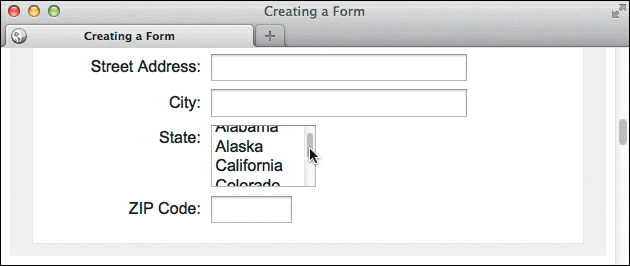 Creating a Form
Creating a Form
Street Address:
City:
State:
Alabama
Alaska
California
Colorado
ZIP Code: